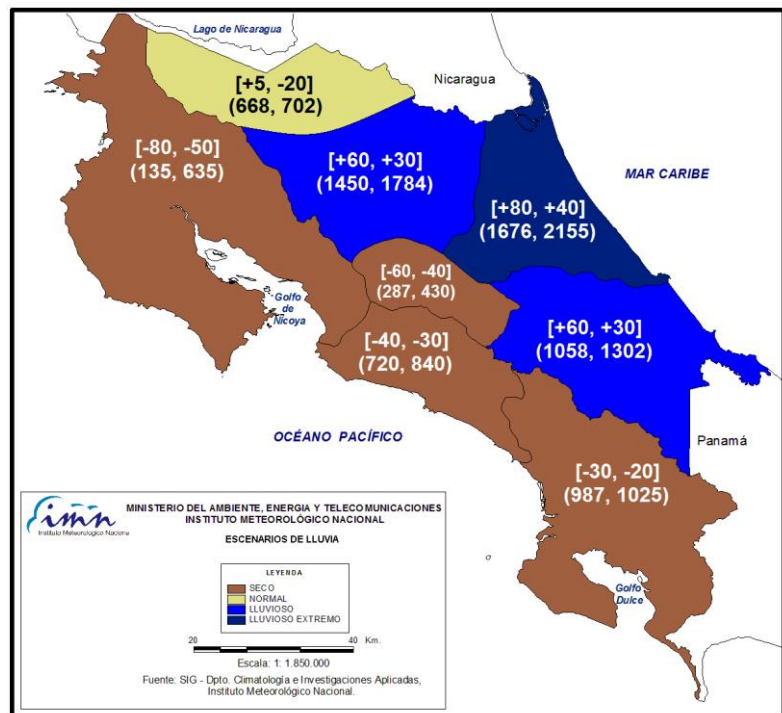 Lago de Nicaragua
Nicaragua
[+5, -20]
(668, 702)
[-80, -50]
(135, 635)
[+60, +30]
(1450, 1784)
MAR CARIBE
[+80, +40]
(1676, 2155)
[-60, -40]
(287, 430)
Golfo
de
Nicoya
[-40, -30]
(720, 840)
[+60, +30]
(1058, 1302)
OCÉANO PACÍFICO
Panamá
[-30, -20]
(987, 1025)
Golfo
Dulce
imn
Instituto Meteorológico Nacional
MINISTERIO DEL AMBIENTE, ENERGIA Y TELECOMUNICACIONES
INSTITUTO METEOROLÓGICO NACIONAL
ESCENARIOS DE LLUVIA
LEYENDA
SECO
NORMAL
LLUVIOSO
LLUVIOSO EXTREMO
20 0 40 Km.
Escala: 1: 1.850.000
Fuente: SIG - Dpto. Climatología e Investigaciones Aplicadas,
Instituto Meteorológico Nacional.